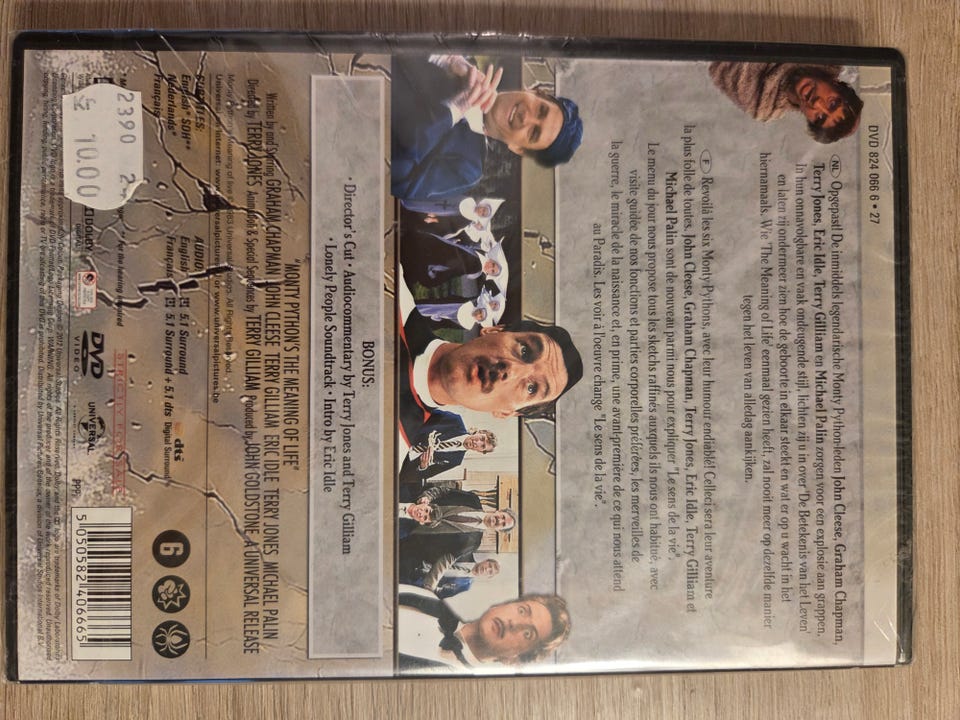 DVD 824 066 6 • 27
NL Opgepast! De inmiddels legendarische Monty Python-leden John Cleese, Graham Chapman,
Terry Jones, Eric Idle, Terry Gilliam en Michael Palin zorgen voor een explosie aan grappen.
In hun onnavolgbare en vaak ondeugende stijl, lichten zij u in over 'De Betekenis van het Leven'
en laten zij ondermeer zien hoe de geboorte in elkaar steekt en wat er op u wacht in het
hiernamaals. Wie 'The Meaning of Life' eenmaal gezien heeft, zal nooit meer op dezelfde manier
tegen het leven van alledag aankijken.
F Revoilà les six Monty Pythons, avec leur humour endiablé! Celleci sera leur aventure
la plus folle de toutes. John Cleese, Graham Chapman, Terry Jones, Eric Idle, Terry Gilliam et
Michael Palin sont de nouveau parmi nous pour expliquer "Le sens de la vie".
Le menu du jour nous propose tous les sketchs raffinés auxquels ils nous ont habitué, avec
visite guidée de nos fonctions et parties corporelles préférées, les merveilles de
la guerre, le miracle de la naissance et, en prime, une avant-première de ce qui nous attend
au Paradis. Les voir à l'oeuvre change "Le sens de la vie".
BONUS:
• Director's Cut • Audiocommentary by Terry Jones and Terry Gilliam
• Lonely People Soundtrack • Intro by Eric Idle
"MONTY PYTHON'S THE MEANING OF LIFE"
Written by and Starring GRAHAM CHAPMAN JOHN CLEESE TERRY GILLIAM ERIC IDLE TERRY JONES MICHAEL PALIN
Directed by TERRY JONES Animation & Special Sequences by TERRY GILLIAM Produced by JOHN GOLDSTONE A UNIVERSAL RELEASE
SUBTITLES:
English* SDH**
Nederlands*
Français*
AUDIO:
English 5.1 Surround
Français 5.1 Surround + 5.1 dts Digital Surround
** For the hearing impaired
2390 2
€ 10.00
DOLBY
DIGITAL
DVD
VIDEO
dts
UNIVERSAL
PPP:
6
5 050582 406665